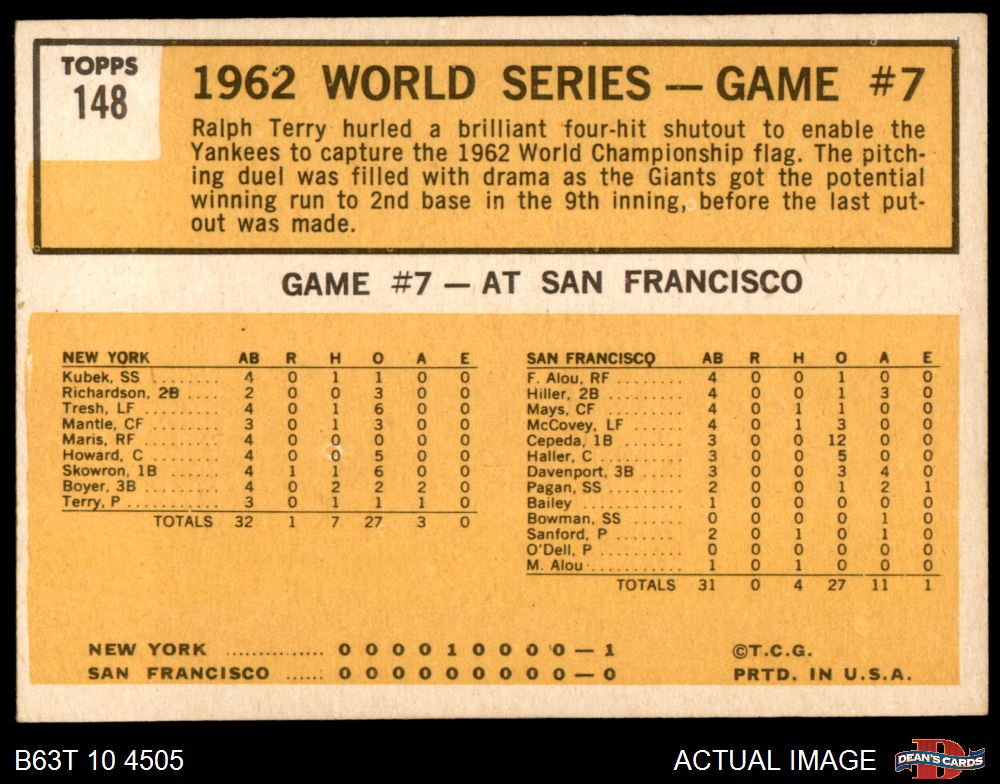 TOPPS
148
1962 WORLD SERIES — GAME #7
Ralph Terry hurled a brilliant four-hit shutout to enable the
Yankees to capture the 1962 World Championship flag. The pitch-
ing duel was filled with drama as the Giants got the potential
winning run to 2nd base in the 9th inning, before the last put-
out was made.
GAME #7 — AT SAN FRANCISCO
NEW YORK AB R H O A E
Kubek, SS ........ 4 0 1 1 0 0
Richardson, 2B .... 2 0 0 3 0 0
Tresh, LF ........ 4 0 1 6 0 0
Mantle, CF ....... 3 0 1 3 0 0
Maris, RF ........ 4 0 0 0 0 0
Howard, C ........ 4 0 0 5 0 0
Skowron, 1B ...... 4 1 1 6 0 0
Boyer, 3B ........ 4 0 2 2 2 0
Terry, P .......... 3 0 1 1 1 0
TOTALS 32 1 7 27 3 0
SAN FRANCISCO AB R H O A E
F. Alou, RF ....... 4 0 0 1 0 0
Hiller, 2B ........ 4 0 0 1 3 0
Mays, CF ......... 4 0 1 1 0 0
McCovey, LF ...... 4 0 1 3 0 0
Cepeda, 1B ....... 3 0 0 12 0 0
Haller, C ......... 3 0 0 5 0 0
Davenport, 3B .... 3 0 0 3 4 0
Pagan, SS ........ 2 0 0 1 2 1
Bailey ........... 1 0 0 0 0 0
Bowman, SS ...... 0 0 0 0 1 0
Sanford, P ....... 2 0 1 0 1 0
O'Dell, P ......... 0 0 0 0 0 0
M. Alou .......... 1 0 1 0 0 0
TOTALS 31 0 4 27 11 1
NEW YORK .............. 0 0 0 0 1 0 0 0 0 — 1
SAN FRANCISCO ...... 0 0 0 0 0 0 0 0 0 — 0
©T.C.G.
PRTD. IN U.S.A.
B63T 10 4505
ACTUAL IMAGE
DEAN'S CARDS